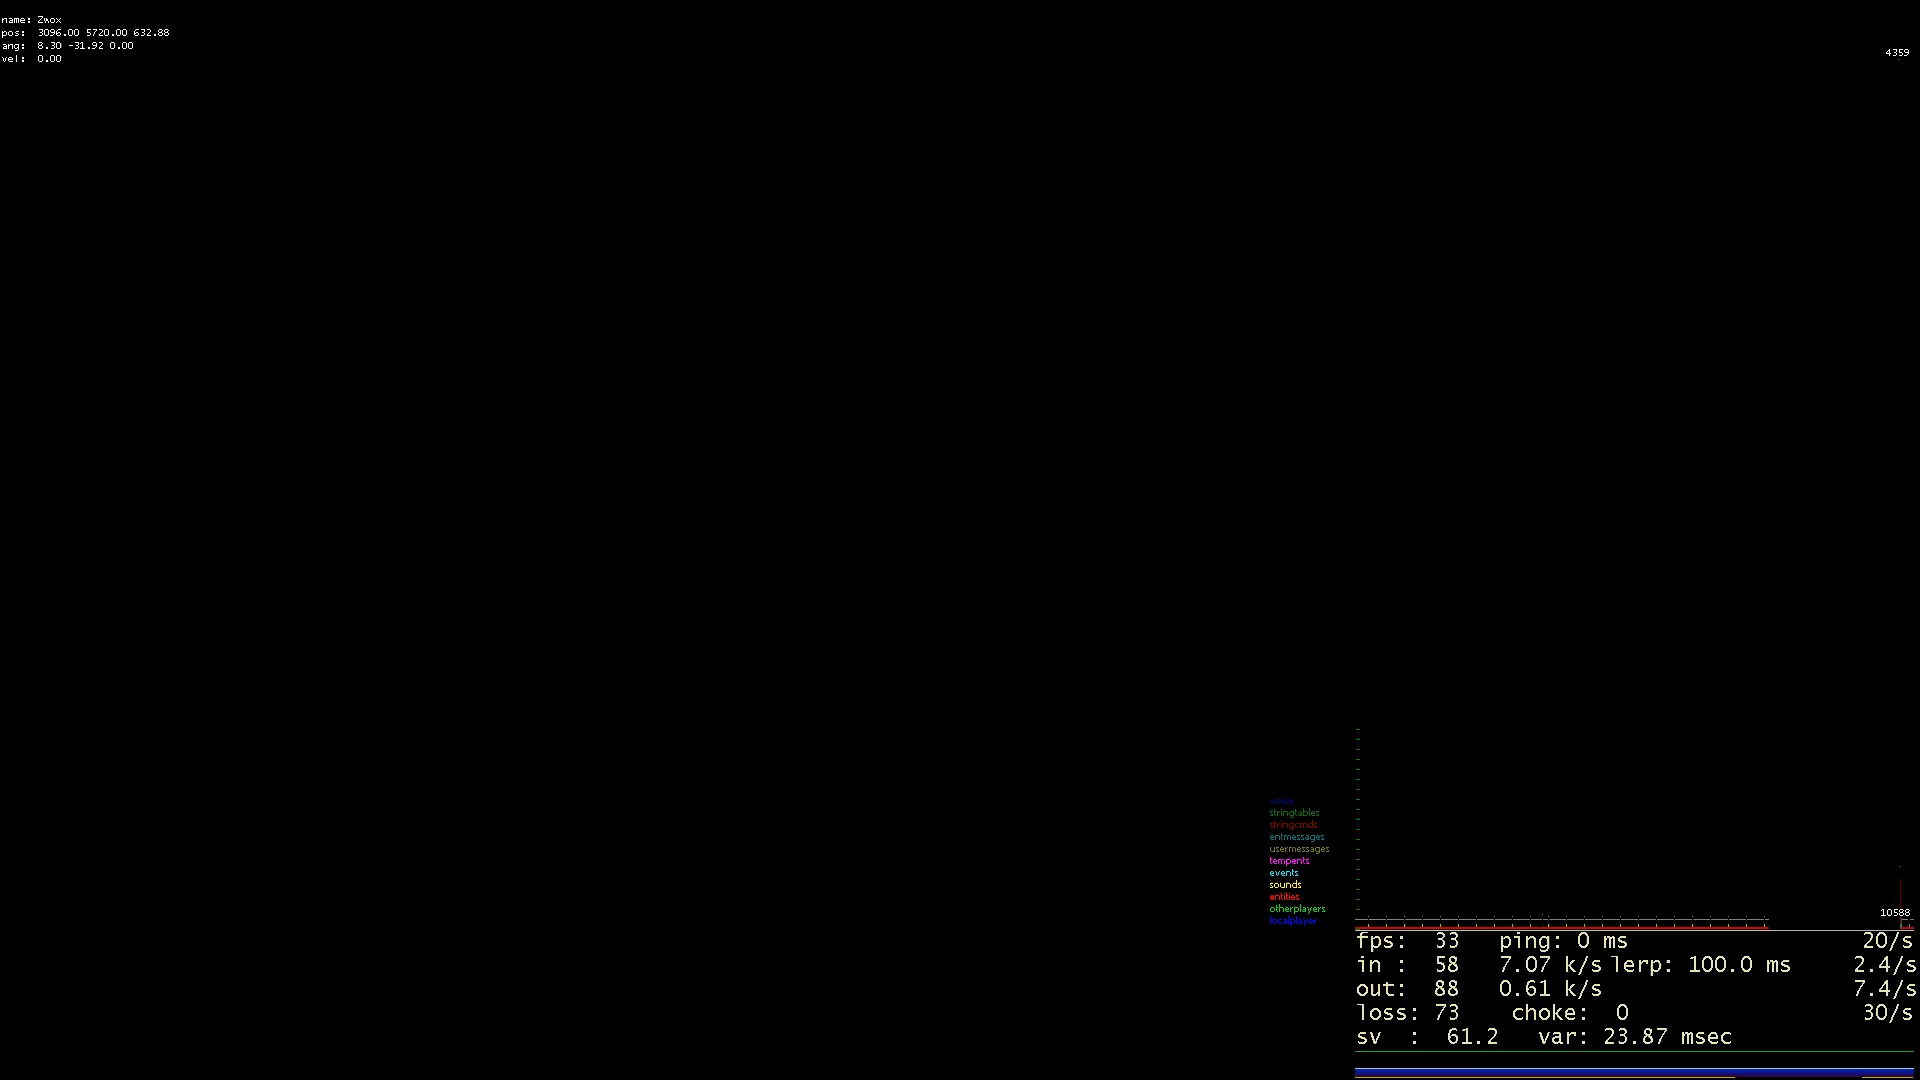 name: Zwox
pos: 3096.00 5720.00 632.88
ang: 8.30 -31.92 0.00
vel: 0.00
4359
voice
stringtables
stringcmds
entmessages
usermessages
tempents
events
sounds
entities
otherplayers
localplayer
10588
fps: 33 ping: 0 ms 20/s
in : 58 7.07 k/s lerp: 100.0 ms 2.4/s
out: 88 0.61 k/s 7.4/s
loss: 73 choke: 0 30/s
sv : 61.2 var: 23.87 msec